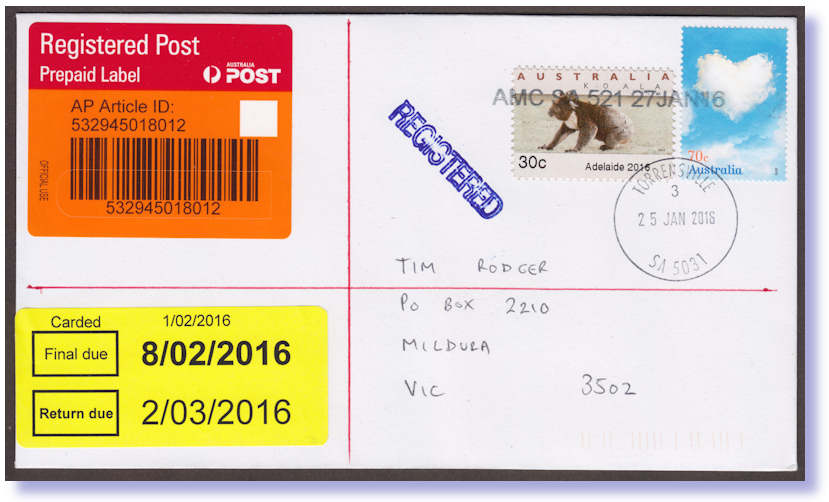 Registered Post
Prepaid Label
AUSTRALIA
POST
AP Article ID:
532945018012
OFFICIAL USE
532945018012
REGISTERED
AUSTRALIA
KOALA
30c
Adelaide 2016
AMC SA 521 27JAN16
70c
Australia
TORRENSVILLE
3
25 JAN 2016
SA 5031
TIM RODGER
PO BOX 2210
MILDURA
VIC 3502
Carded 1/02/2016
Final due 8/02/2016
Return due 2/03/2016